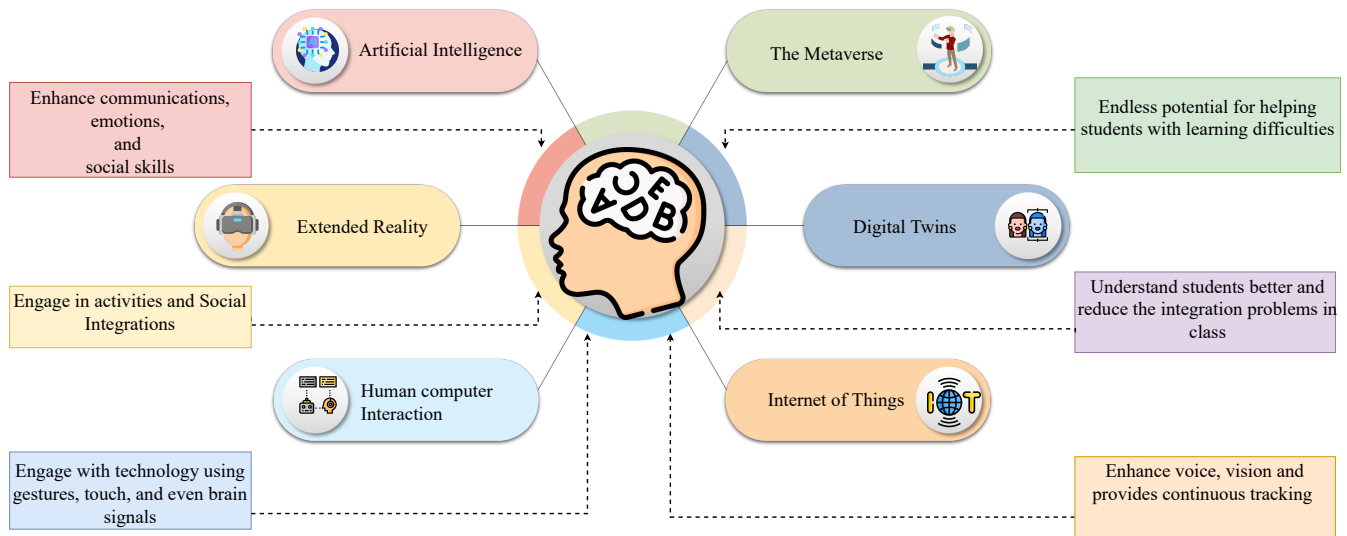 Artificial Intelligence
The Metaverse
Enhance communications,
emotions,
and
social skills
Endless potential for helping
students with learning difficulties
A C E D B
Extended Reality
Digital Twins
Engage in activities and Social
Integrations
Understand students better and
reduce the integration problems in
class
Human computer
Interaction
Internet of Things
IOT
Engage with technology using
gestures, touch, and even brain
signals
Enhance voice, vision and
provides continuous tracking